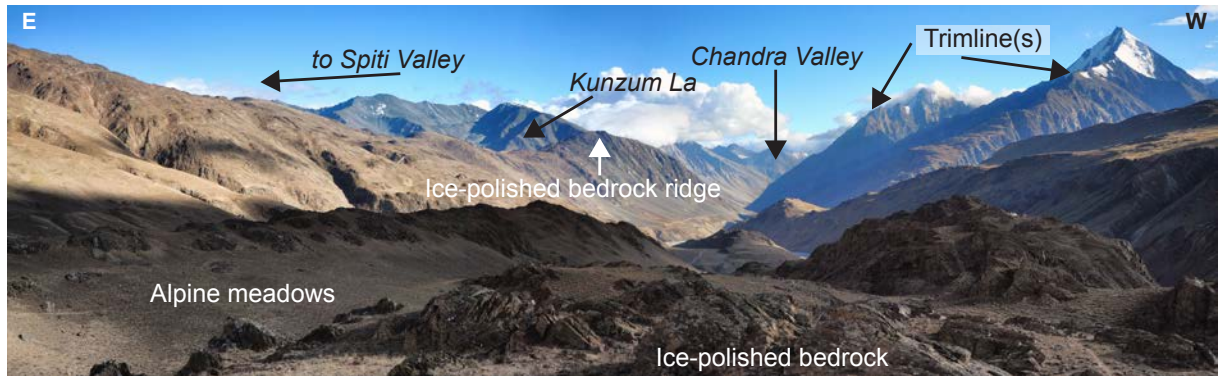 E
W
to Spiti Valley
Kunzum La
Chandra Valley
Trimline(s)
Ice-polished bedrock ridge
Alpine meadows
Ice-polished bedrock